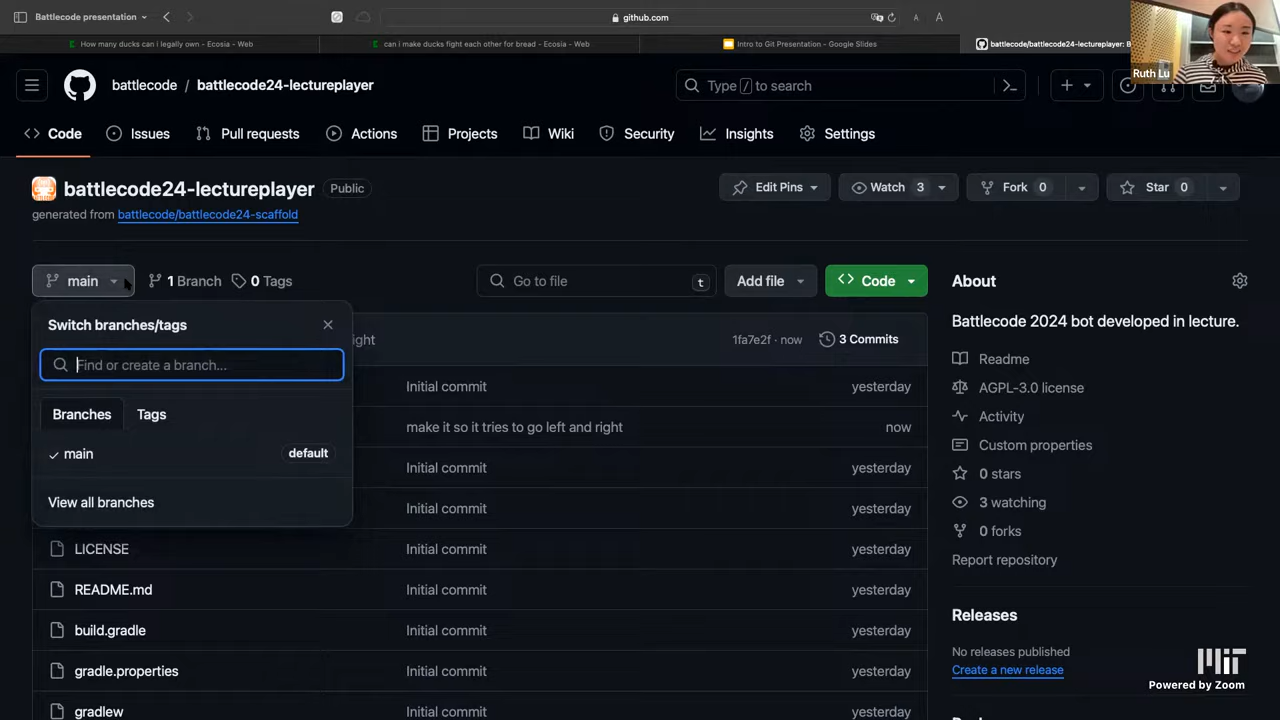 Battlecode presentation
github.com
A A
How many ducks can i legally own - Ecosia - Web
can i make ducks fight each other for bread - Ecosia - Web
Intro to Git Presentation - Google Slides
battlecode/battlecode24-lectureplayer: B
Ruth Lu
battlecode / battlecode24-lectureplayer
Type / to search
Code
Issues
Pull requests
Actions
Projects
Wiki
Security
Insights
Settings
battlecode24-lectureplayer
Public
Edit Pins
Watch 3
Fork 0
Star 0
generated from battlecode/battlecode24-scaffold
main
1 Branch
0 Tags
Go to file
t
Add file
Code
Switch branches/tags
Find or create a branch...
Branches
Tags
main
default
View all branches
ight
1fa7e2f · now
3 Commits
Initial commit
yesterday
make it so it tries to go left and right
now
Initial commit
yesterday
Initial commit
yesterday
LICENSE
Initial commit
yesterday
README.md
Initial commit
yesterday
build.gradle
Initial commit
yesterday
gradle.properties
Initial commit
yesterday
gradlew
Initial commit
yesterday
About
Battlecode 2024 bot developed in lecture.
Readme
AGPL-3.0 license
Activity
Custom properties
0 stars
3 watching
0 forks
Report repository
Releases
No releases published
Create a new release
MIT
Powered by Zoom